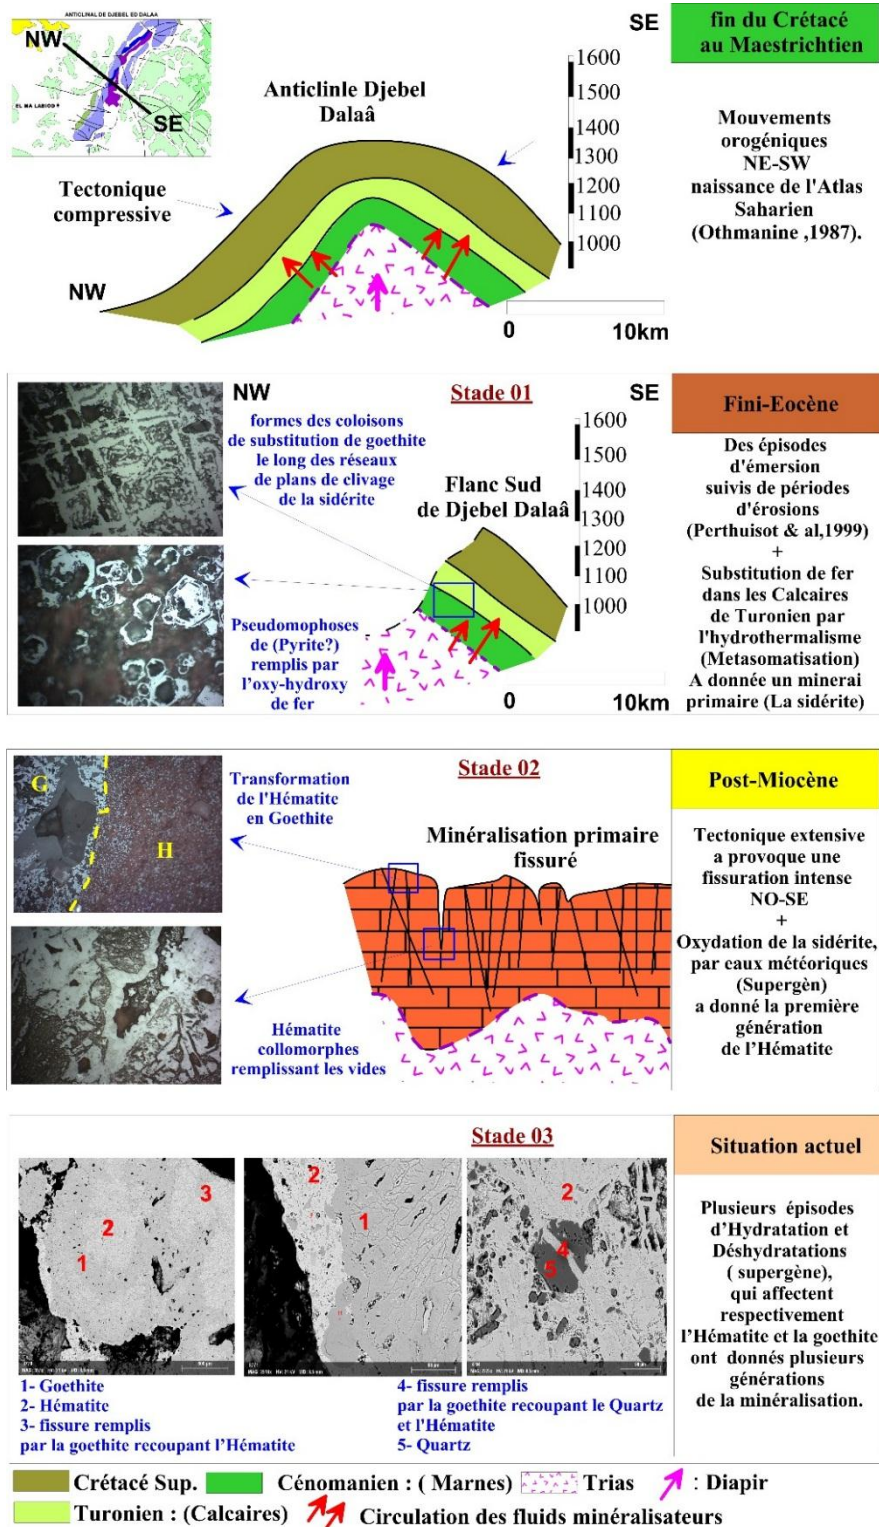 ANTICLINAL DE DJEBEL ED DALAA
NW
SE
EL MA LABIOD
SE
1600
1500
1400
1300
1200
1100
1000
Anticlinle Djebel
Dalaâ
Tectonique
compressive
NW
0
10km
fin du Crétacé
au Maestrichtien
Mouvements
orogéniques
NE-SW
naissance de l'Atlas
Saharien
(Othmanine ,1987).
NW
Stade 01
SE
formes des coloisons
de substitution de goethite
le long des réseaux
de plans de clivage
de la sidérite
Flanc Sud
de Djebel Dalaâ
1600
1500
1400
1300
1200
1100
1000
Pseudomophoses
de (Pyrite?)
remplis par
l'oxy-hydroxy
de fer
0
10km
Fini-Eocène
Des épisodes
d'émersion
suivis de périodes
d'érosions
(Perthuisot & al,1999)
+
Substitution de fer
dans les Calcaires
de Turonien par
l'hydrothermalisme
(Metasomatisation)
A donnée un minerai
primaire (La sidérite)
G
H
Stade 02
Transformation
de l'Hématite
en Goethite
Minéralisation primaire
fissuré
Hématite
collomorphes
remplissant les vides
Post-Miocène
Tectonique extensive
a provoque une
fissuration intense
NO-SE
+
Oxydation de la sidérite,
par eaux météoriques
(Supergèn)
a donné la première
génération
de l'Hématite
Stade 03
1
2
3
2
1
2
4
5
1- Goethite
2- Hématite
3- fissure remplis
par la goethite recoupant l'Hématite
4- fissure remplis
par la goethite recoupant le Quartz
et l'Hématite
5- Quartz
Situation actuel
Plusieurs épisodes
d'Hydratation et
Déshydratations
( supergène),
qui affectent
respectivement
l'Hématite et la goethite
ont donnés plusieurs
générations
de la minéralisation.
Crétacé Sup.
Cénomanien : ( Marnes)
Trias
: Diapir
Turonien : (Calcaires)
Circulation des fluids minéralisateurs